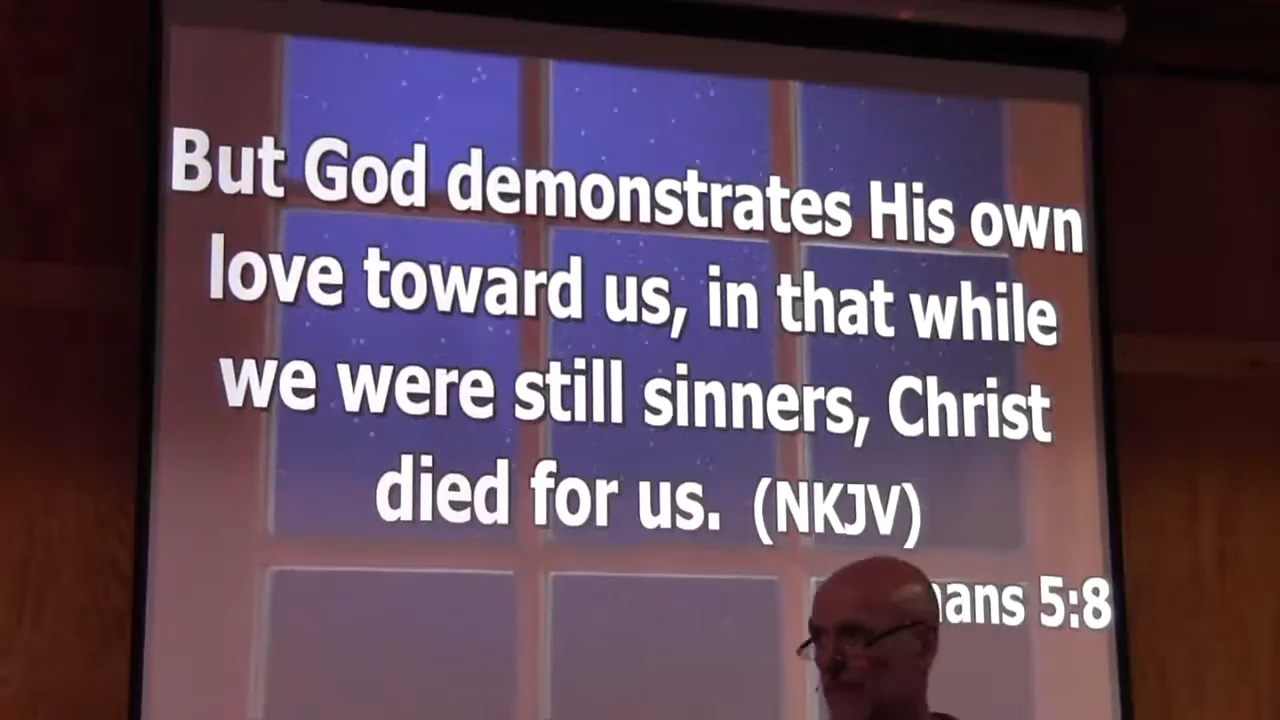 But God demonstrates His own
love toward us, in that while
we were still sinners, Christ
died for us. (NKJV)
5:8